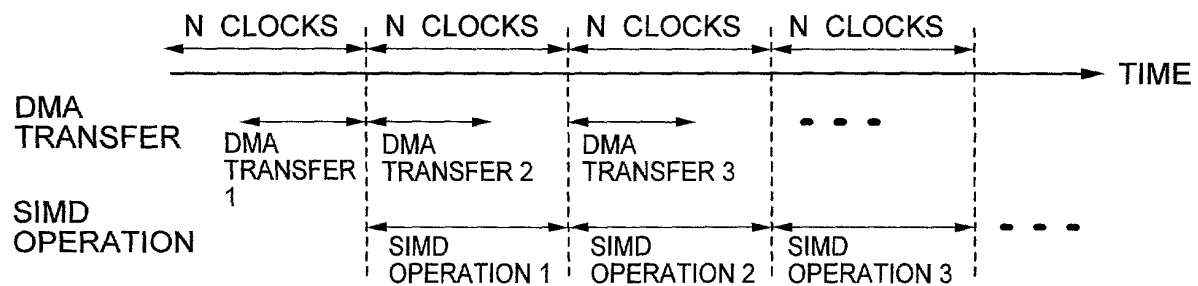 N CLOCKS N CLOCKS N CLOCKS N CLOCKS
TIME
DMA
TRANSFER
DMA
TRANSFER
1
DMA
TRANSFER 2
DMA
TRANSFER 3
SIMD
OPERATION
SIMD
OPERATION 1
SIMD
OPERATION 2
SIMD
OPERATION 3